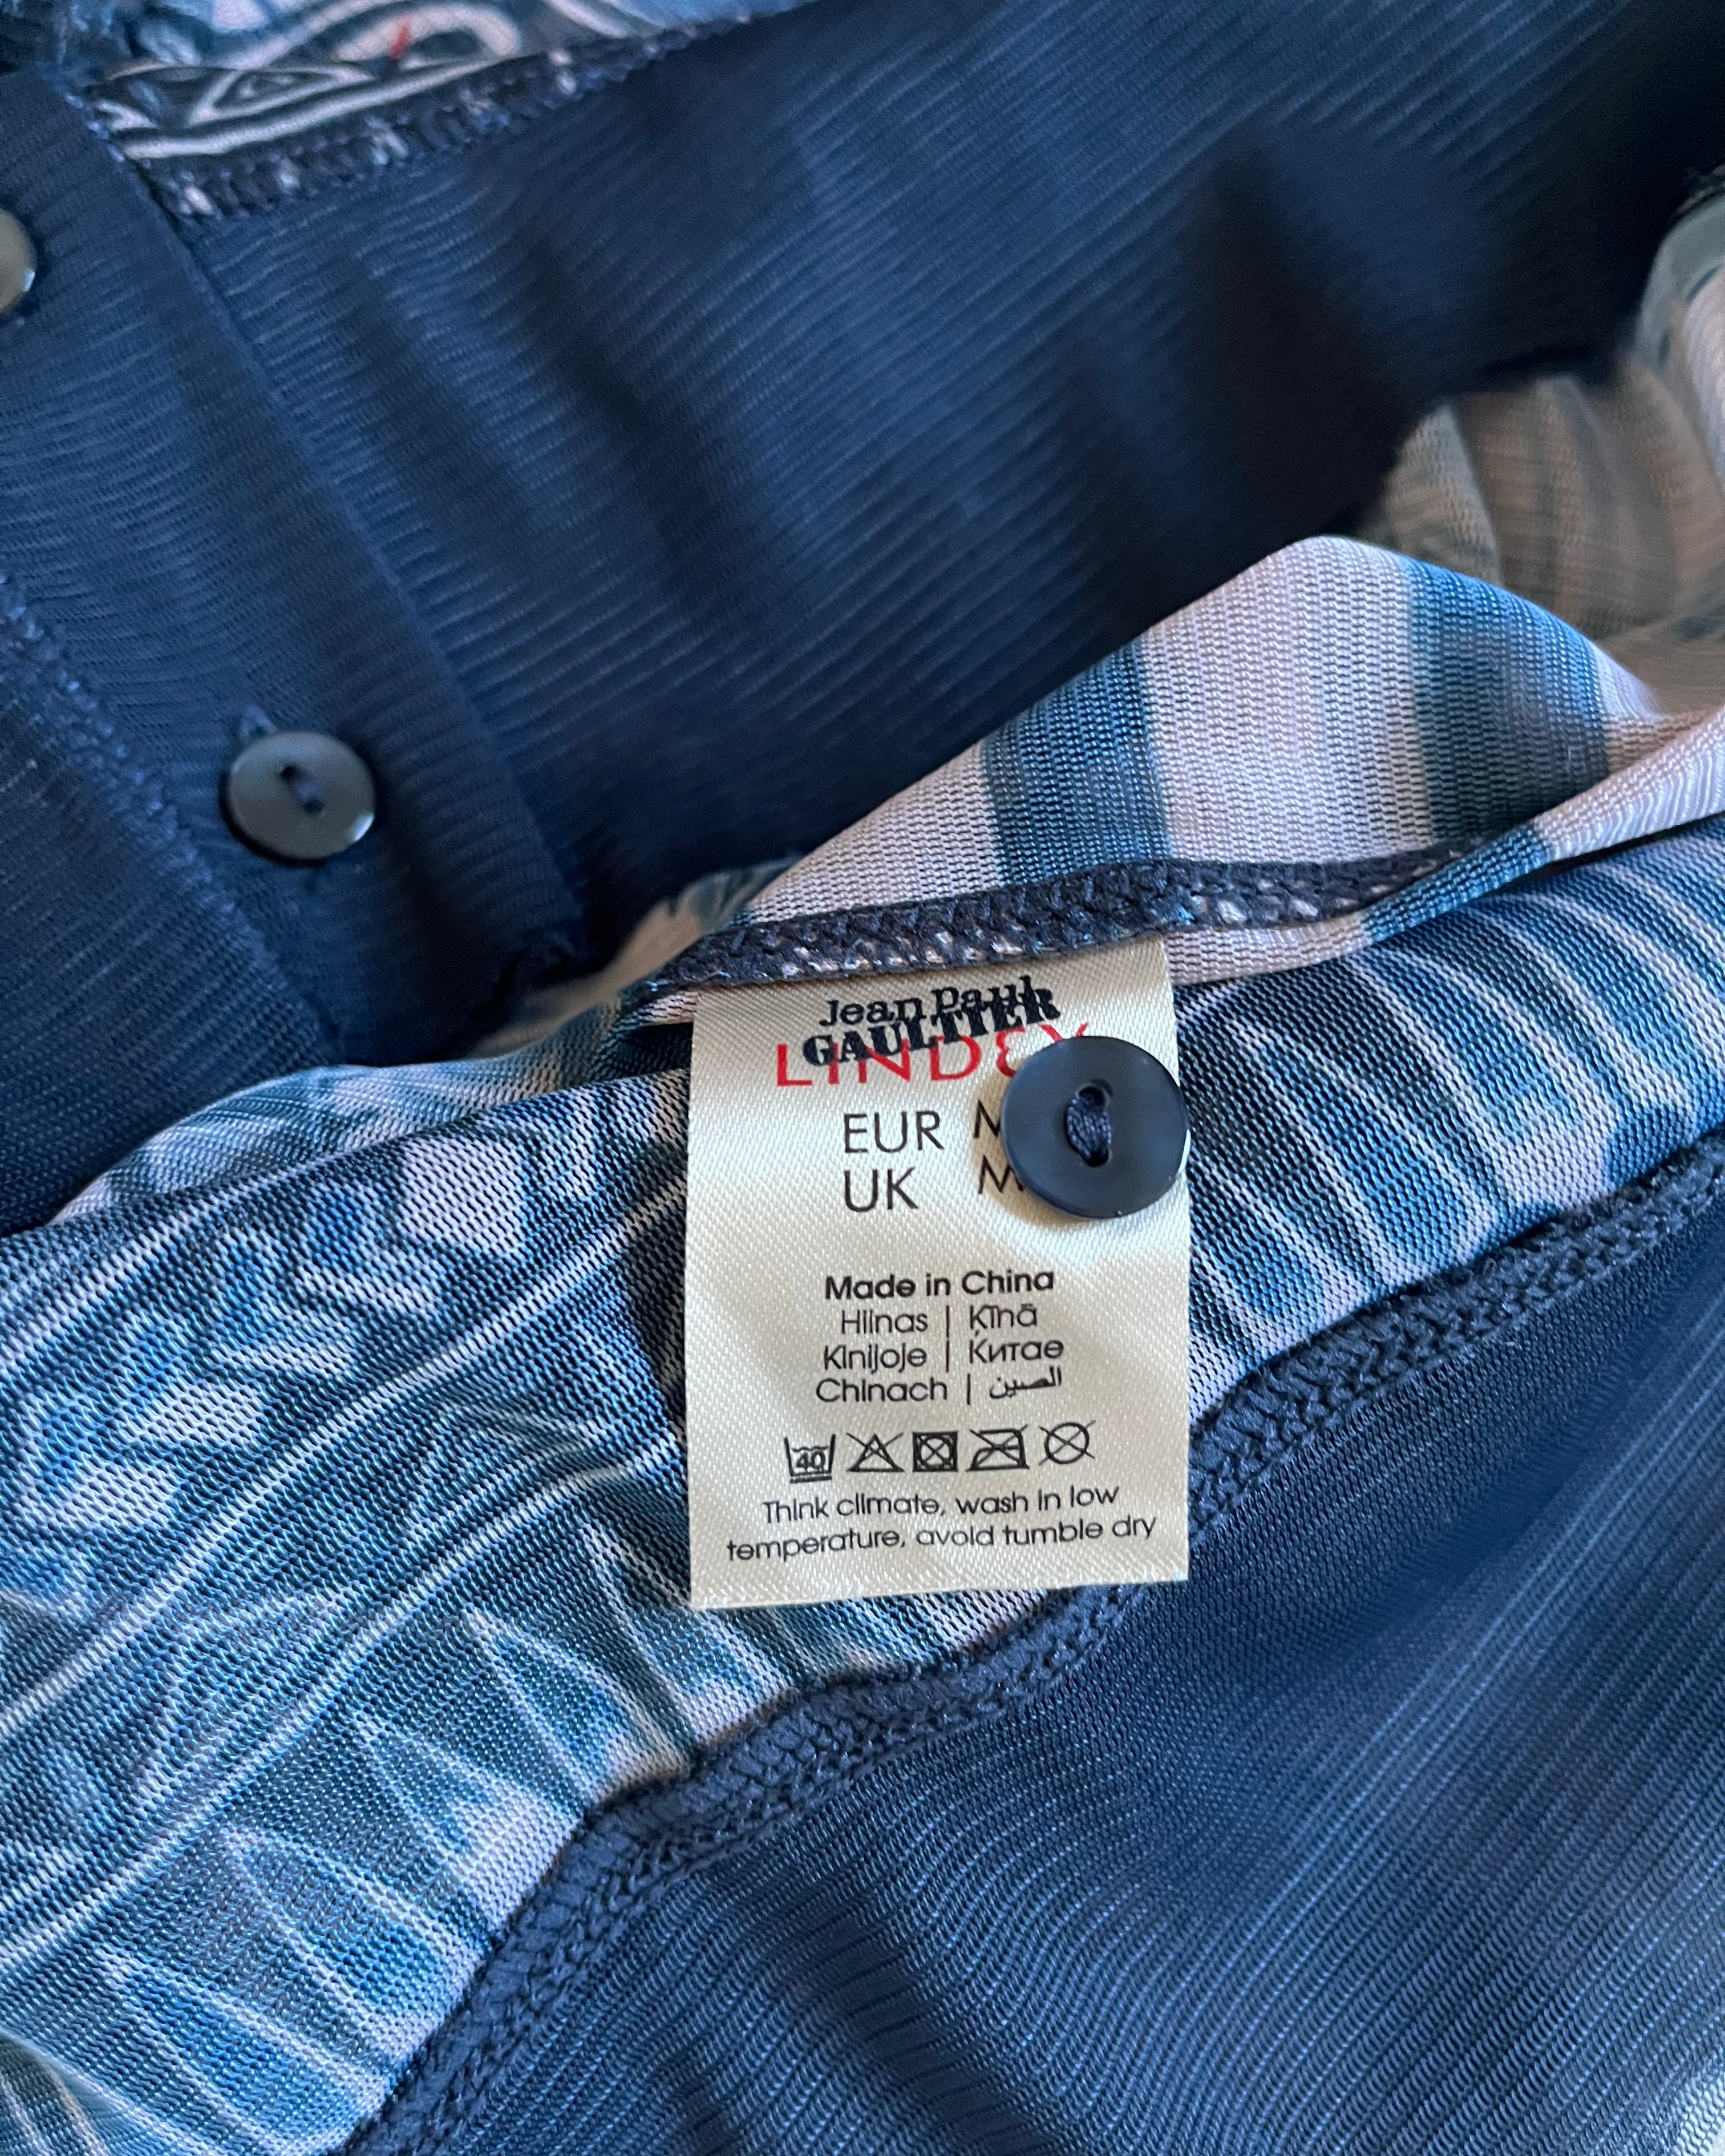 Jean Paul
GAULTIER
LINDEX
EUR M
UK M
Made in China
Hiinas | Ķīnā
Kinijoje | Китае
Chinach | الصين
40
Think climate, wash in low
temperature, avoid tumble dry